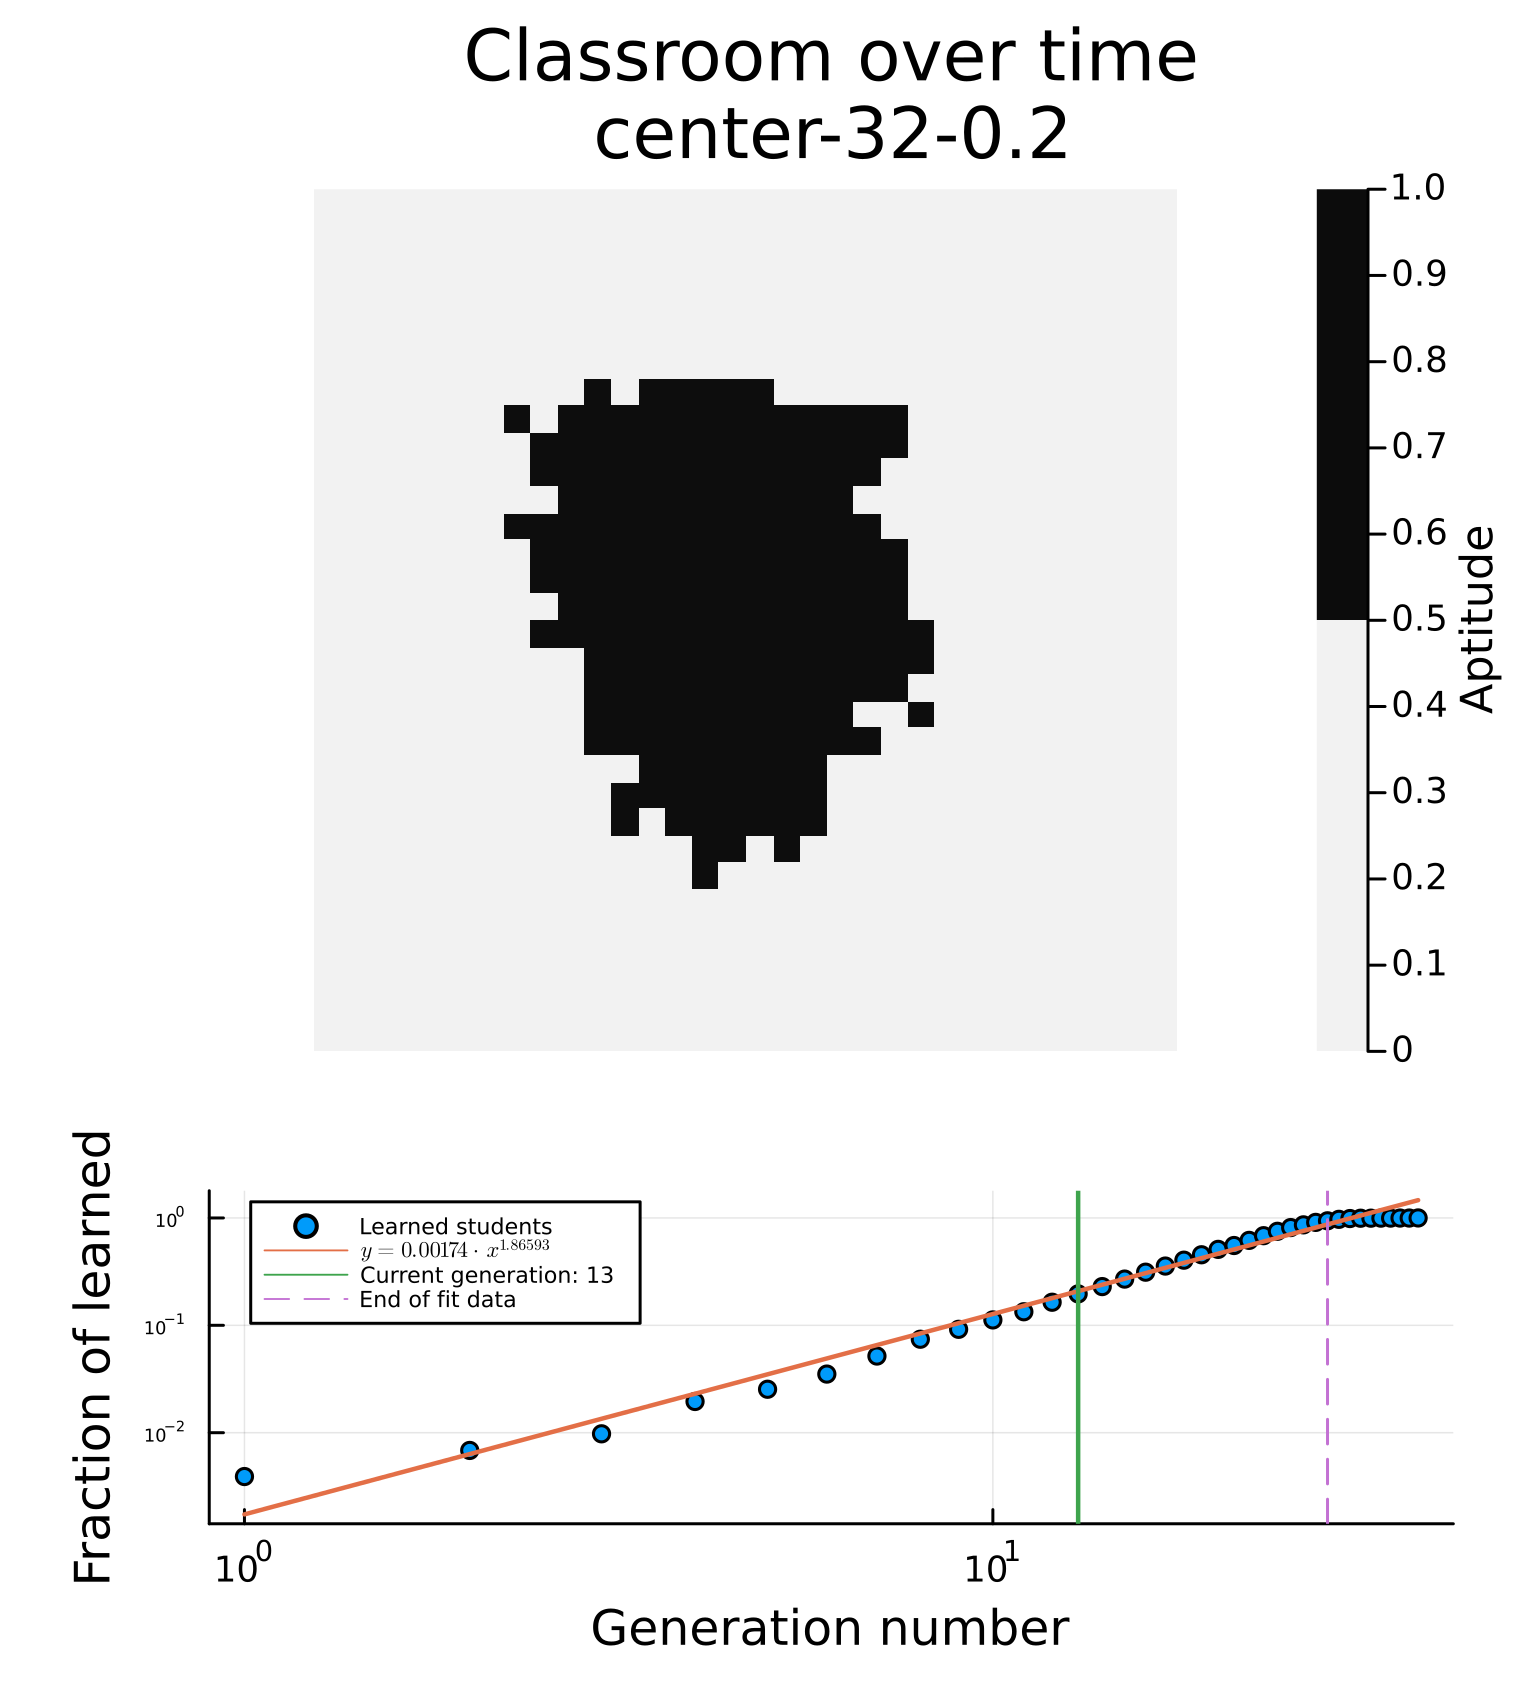 Classroom over time
center-32-0.2
1.0
0.9
0.8
0.7
0.6
0.5
0.4
0.3
0.2
0.1
0
Aptitude
Fraction of learned
10⁰
10⁻¹
10⁻²
Learned students
y = 0.00174 · x^1.86593
Current generation: 13
End of fit data
10⁰
10¹
Generation number